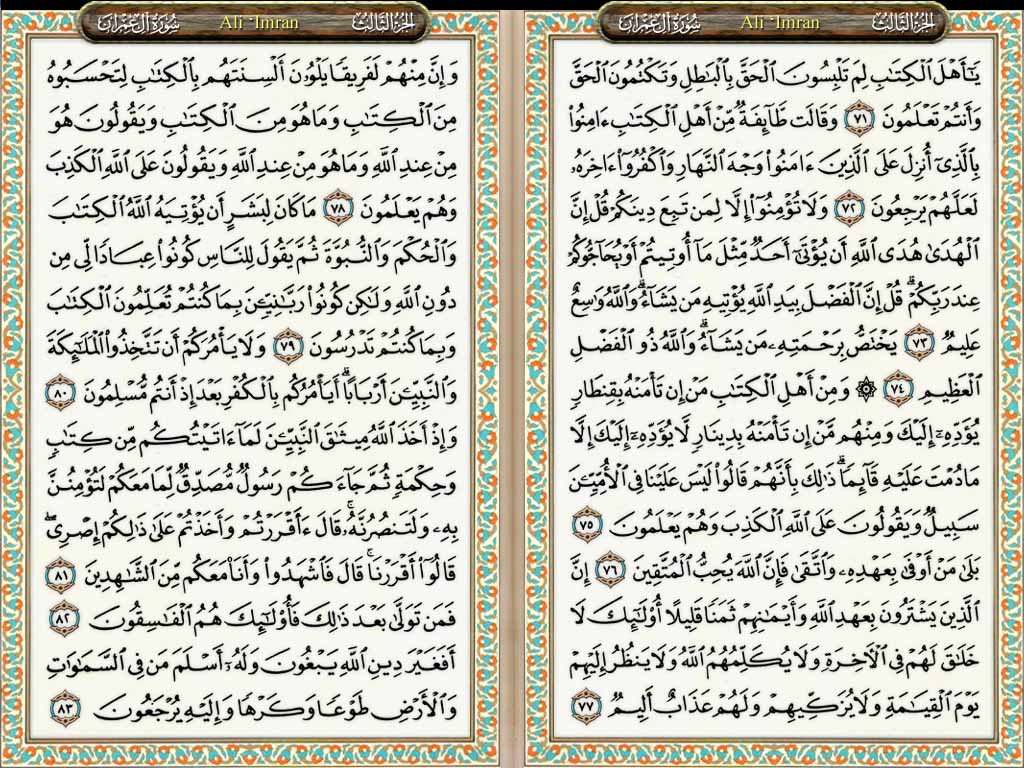 الجزء الثالث
Ali 'Imran
سورة آل عمران
يَٰٓأَهْلَ ٱلْكِتَٰبِ لِمَ تَلْبِسُونَ ٱلْحَقَّ بِٱلْبَٰطِلِ وَتَكْتُمُونَ ٱلْحَقَّ
وَأَنتُمْ تَعْلَمُونَ ٧١ وَقَالَت طَّآئِفَةٌ مِّنْ أَهْلِ ٱلْكِتَٰبِ ءَامِنُوا۟
بِٱلَّذِىٓ أُنزِلَ عَلَى ٱلَّذِينَ ءَامَنُوا۟ وَجْهَ ٱلنَّهَارِ وَٱكْفُرُوٓا۟ ءَاخِرَهُۥ
لَعَلَّهُمْ يَرْجِعُونَ ٧٢ وَلَا تُؤْمِنُوٓا۟ إِلَّا لِمَن تَبِعَ دِينَكُمْ قُلْ إِنَّ
ٱلْهُدَىٰ هُدَى ٱللَّهِ أَن يُؤْتَىٰٓ أَحَدٌ مِّثْلَ مَآ أُوتِيتُمْ أَوْ يُحَآجُّوكُمْ
عِندَ رَبِّكُمْ ۗ قُلْ إِنَّ ٱلْفَضْلَ بِيَدِ ٱللَّهِ يُؤْتِيهِ مَن يَشَآءُ ۗ وَٱللَّهُ وَٰسِعٌ
عَلِيمٌ ٧٣ يَخْتَصُّ بِرَحْمَتِهِۦ مَن يَشَآءُ ۗ وَٱللَّهُ ذُو ٱلْفَضْلِ
ٱلْعَظِيمِ ٧٤ ۞ وَمِنْ أَهْلِ ٱلْكِتَٰبِ مَنْ إِن تَأْمَنْهُ بِقِنطَارٍ
يُؤَدِّهِۦٓ إِلَيْكَ وَمِنْهُم مَّنْ إِن تَأْمَنْهُ بِدِينَارٍ لَّا يُؤَدِّهِۦٓ إِلَيْكَ إِلَّا
مَا دُمْتَ عَلَيْهِ قَآئِمًا ۗ ذَٰلِكَ بِأَنَّهُمْ قَالُوا۟ لَيْسَ عَلَيْنَا فِى ٱلْأُمِّيِّۦنَ
سَبِيلٌ وَيَقُولُونَ عَلَى ٱللَّهِ ٱلْكَذِبَ وَهُمْ يَعْلَمُونَ ٧٥
بَلَىٰ مَنْ أَوْفَىٰ بِعَهْدِهِۦ وَٱتَّقَىٰ فَإِنَّ ٱللَّهَ يُحِبُّ ٱلْمُتَّقِينَ ٧٦ إِنَّ
ٱلَّذِينَ يَشْتَرُونَ بِعَهْدِ ٱللَّهِ وَأَيْمَٰنِهِمْ ثَمَنًا قَلِيلًا أُو۟لَٰٓئِكَ لَا
خَلَٰقَ لَهُمْ فِى ٱلْءَاخِرَةِ وَلَا يُكَلِّمُهُمُ ٱللَّهُ وَلَا يَنظُرُ إِلَيْهِمْ
يَوْمَ ٱلْقِيَٰمَةِ وَلَا يُزَكِّيهِمْ وَلَهُمْ عَذَابٌ أَلِيمٌ ٧٧
الجزء الثالث
Ali 'Imran
سورة آل عمران
وَإِنَّ مِنْهُمْ لَفَرِيقًا يَلْوُۥنَ أَلْسِنَتَهُم بِٱلْكِتَٰبِ لِتَحْسَبُوهُ
مِنَ ٱلْكِتَٰبِ وَمَا هُوَ مِنَ ٱلْكِتَٰبِ وَيَقُولُونَ هُوَ
مِنْ عِندِ ٱللَّهِ وَمَا هُوَ مِنْ عِندِ ٱللَّهِ وَيَقُولُونَ عَلَى ٱللَّهِ ٱلْكَذِبَ
وَهُمْ يَعْلَمُونَ ٧٨ مَا كَانَ لِبَشَرٍ أَن يُؤْتِيَهُ ٱللَّهُ ٱلْكِتَٰبَ
وَٱلْحُكْمَ وَٱلنُّبُوَّةَ ثُمَّ يَقُولَ لِلنَّاسِ كُونُوا۟ عِبَادًا لِّى مِن
دُونِ ٱللَّهِ وَلَٰكِن كُونُوا۟ رَبَّٰنِيِّۦنَ بِمَا كُنتُمْ تُعَلِّمُونَ ٱلْكِتَٰبَ
وَبِمَا كُنتُمْ تَدْرُسُونَ ٧٩ وَلَا يَأْمُرَكُمْ أَن تَتَّخِذُوا۟ ٱلْمَلَٰٓئِكَةَ
وَٱلنَّبِيِّۦنَ أَرْبَابًا ۗ أَيَأْمُرُكُم بِٱلْكُفْرِ بَعْدَ إِذْ أَنتُم مُّسْلِمُونَ ٨٠
وَإِذْ أَخَذَ ٱللَّهُ مِيثَٰقَ ٱلنَّبِيِّۦنَ لَمَآ ءَاتَيْتُكُم مِّن كِتَٰبٍ
وَحِكْمَةٍ ثُمَّ جَآءَكُمْ رَسُولٌ مُّصَدِّقٌ لِّمَا مَعَكُمْ لَتُؤْمِنُنَّ
بِهِۦ وَلَتَنصُرُنَّهُۥ ۚ قَالَ ءَأَقْرَرْتُمْ وَأَخَذْتُمْ عَلَىٰ ذَٰلِكُمْ إِصْرِى ۖ
قَالُوٓا۟ أَقْرَرْنَا ۚ قَالَ فَٱشْهَدُوا۟ وَأَنَا۠ مَعَكُم مِّنَ ٱلشَّٰهِدِينَ ٨١
فَمَن تَوَلَّىٰ بَعْدَ ذَٰلِكَ فَأُو۟لَٰٓئِكَ هُمُ ٱلْفَٰسِقُونَ ٨٢
أَفَغَيْرَ دِينِ ٱللَّهِ يَبْغُونَ وَلَهُۥٓ أَسْلَمَ مَن فِى ٱلسَّمَٰوَٰتِ
وَٱلْأَرْضِ طَوْعًا وَكَرْهًا وَإِلَيْهِ يُرْجَعُونَ ٨٣